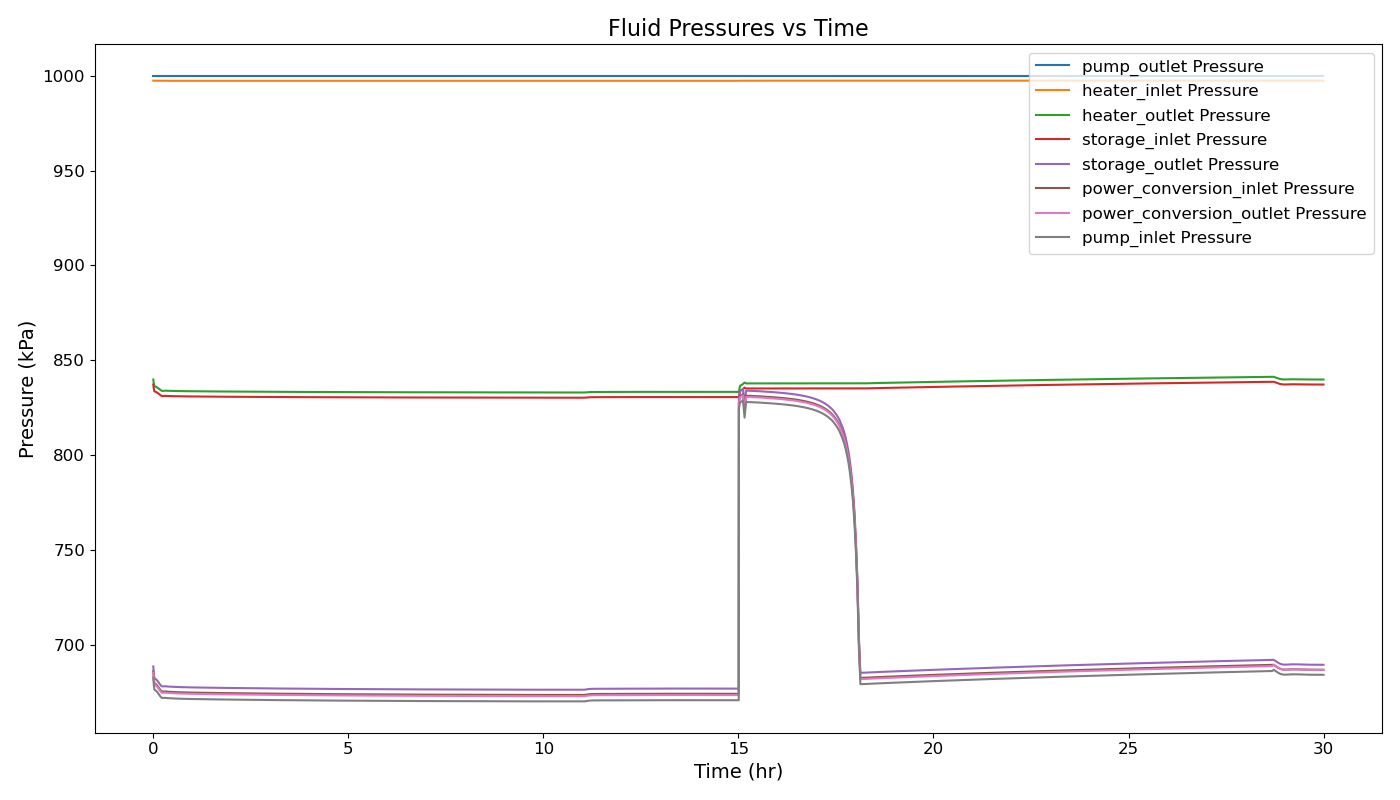 Fluid Pressures vs Time
pump_outlet Pressure
heater_inlet Pressure
heater_outlet Pressure
storage_inlet Pressure
storage_outlet Pressure
power_conversion_inlet Pressure
power_conversion_outlet Pressure
pump_inlet Pressure
Pressure (kPa)
1000
950
900
850
800
750
700
0 5 10 15 20 25 30
Time (hr)